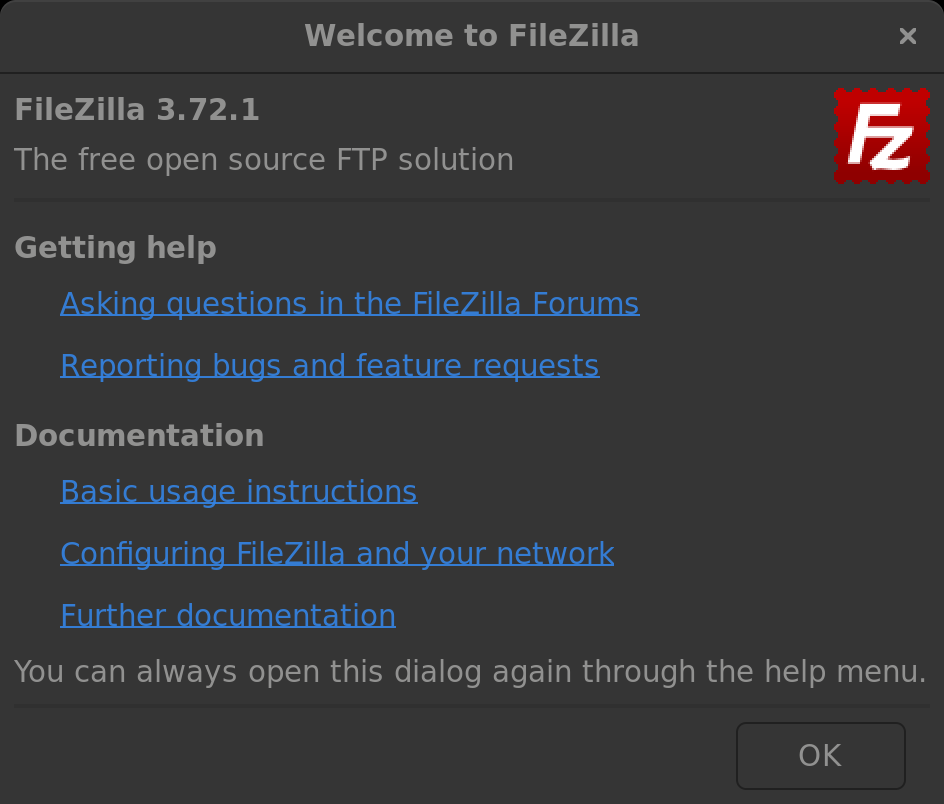 Welcome to FileZilla
FileZilla 3.72.1
The free open source FTP solution
Fz
Getting help
Asking questions in the FileZilla Forums
Reporting bugs and feature requests
Documentation
Basic usage instructions
Configuring FileZilla and your network
Further documentation
You can always open this dialog again through the help menu.
OK